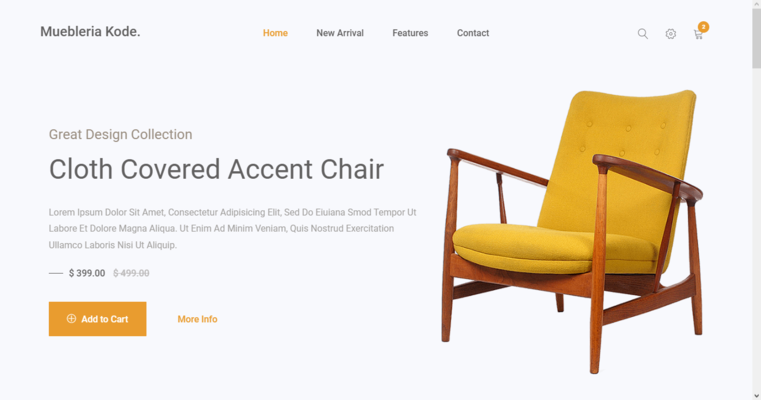 Muebleria Kode.
Home
New Arrival
Features
Contact
Great Design Collection
Cloth Covered Accent Chair
Lorem Ipsum Dolor Sit Amet, Consectetur Adipisicing Elit, Sed Do Eiuiana Smod Tempor Ut
Labore Et Dolore Magna Aliqua. Ut Enim Ad Minim Veniam, Quis Nostrud Exercitation
Ullamco Laboris Nisi Ut Aliquip.
$ 399.00 $ 499.00
Add to Cart
More Info